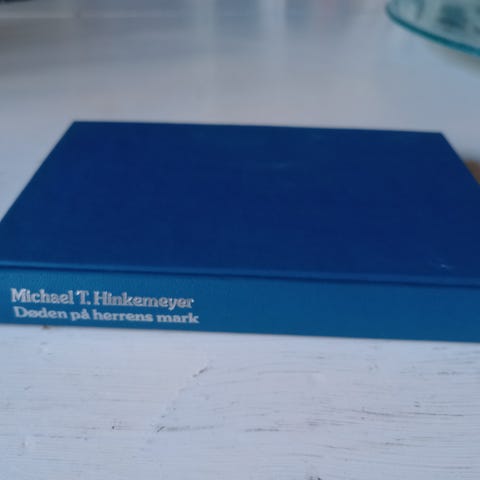 Michael T. Hinkemeyer
Døden på herrens mark